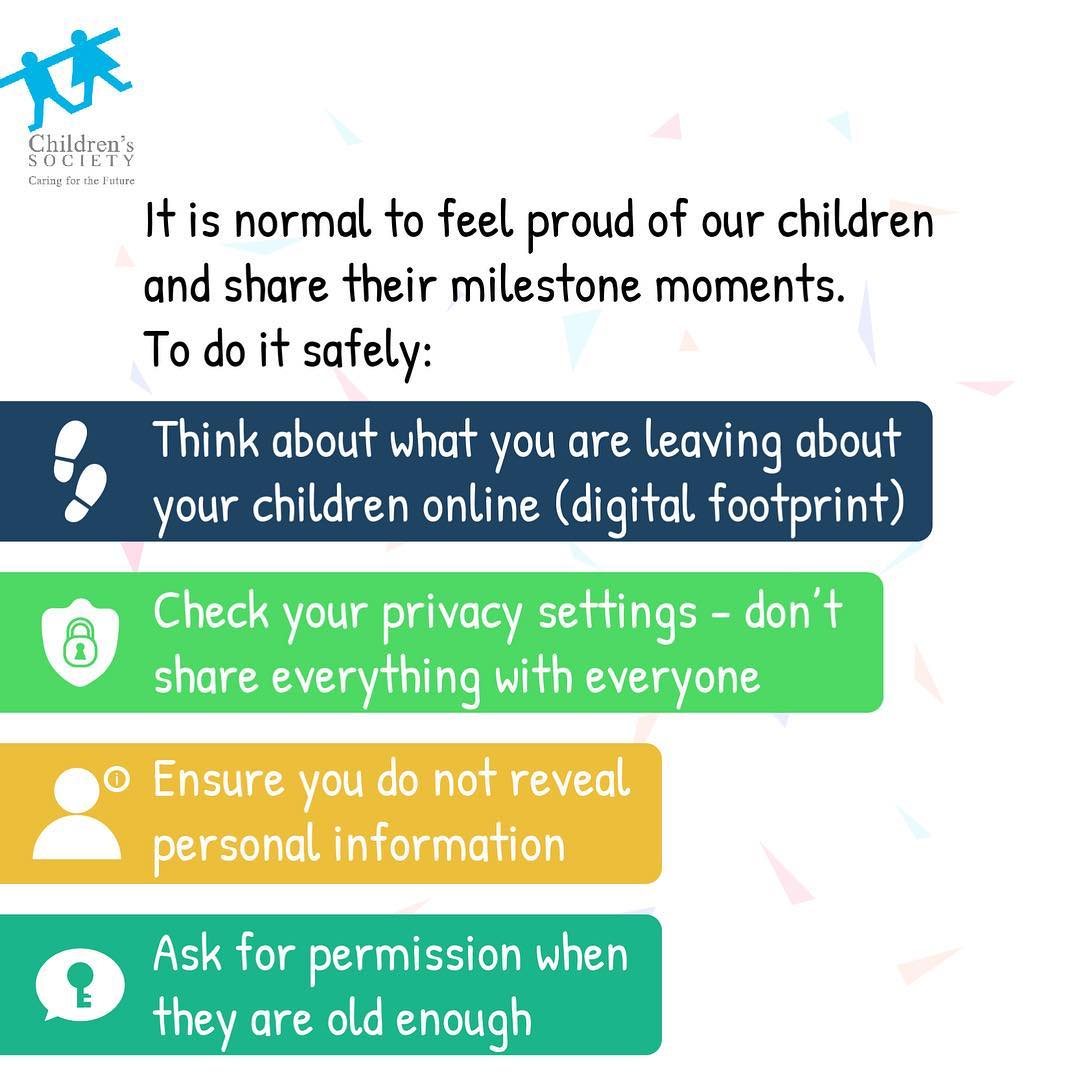 Children's
SOCIETY
Caring for the Future
It is normal to feel proud of our children
and share their milestone moments.
To do it safely:
Think about what you are leaving about
your children online (digital footprint)
Check your privacy settings – don't
share everything with everyone
Ensure you do not reveal
personal information
Ask for permission when
they are old enough